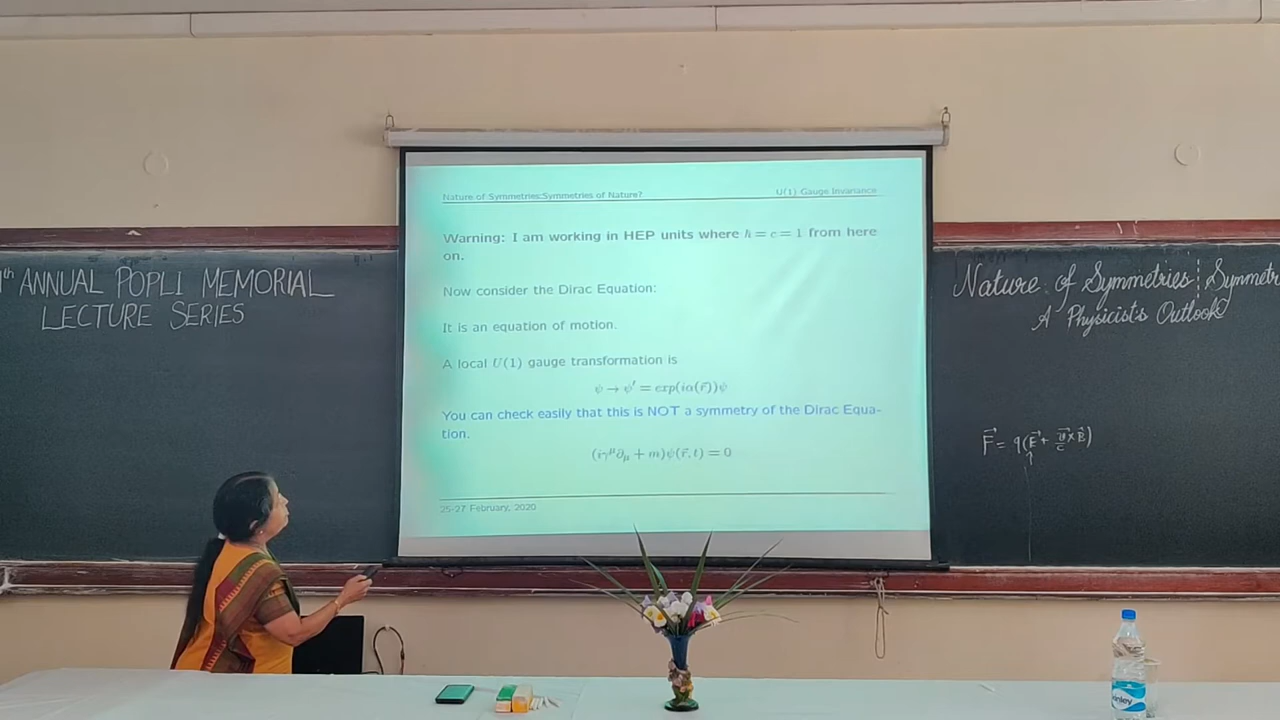 ANNUAL POPLI MEMORIAL
LECTURE SERIES
Nature of Symmetries:Symmetries of Nature? U(1) Gauge Invariance
Warning: I am working in HEP units where ħ = c = 1 from here
on.
Now consider the Dirac Equation:
It is an equation of motion.
A local U(1) gauge transformation is
ψ → ψ′ = exp(iα(r⃗))ψ
You can check easily that this is NOT a symmetry of the Dirac Equa-
tion.
(iγ^μ∂_μ + m)ψ(r⃗, t) = 0
25-27 February, 2020
Nature of Symmetries:
A Physicist's Outlook
F⃗ = q(E⃗ + v⃗/c × B⃗)